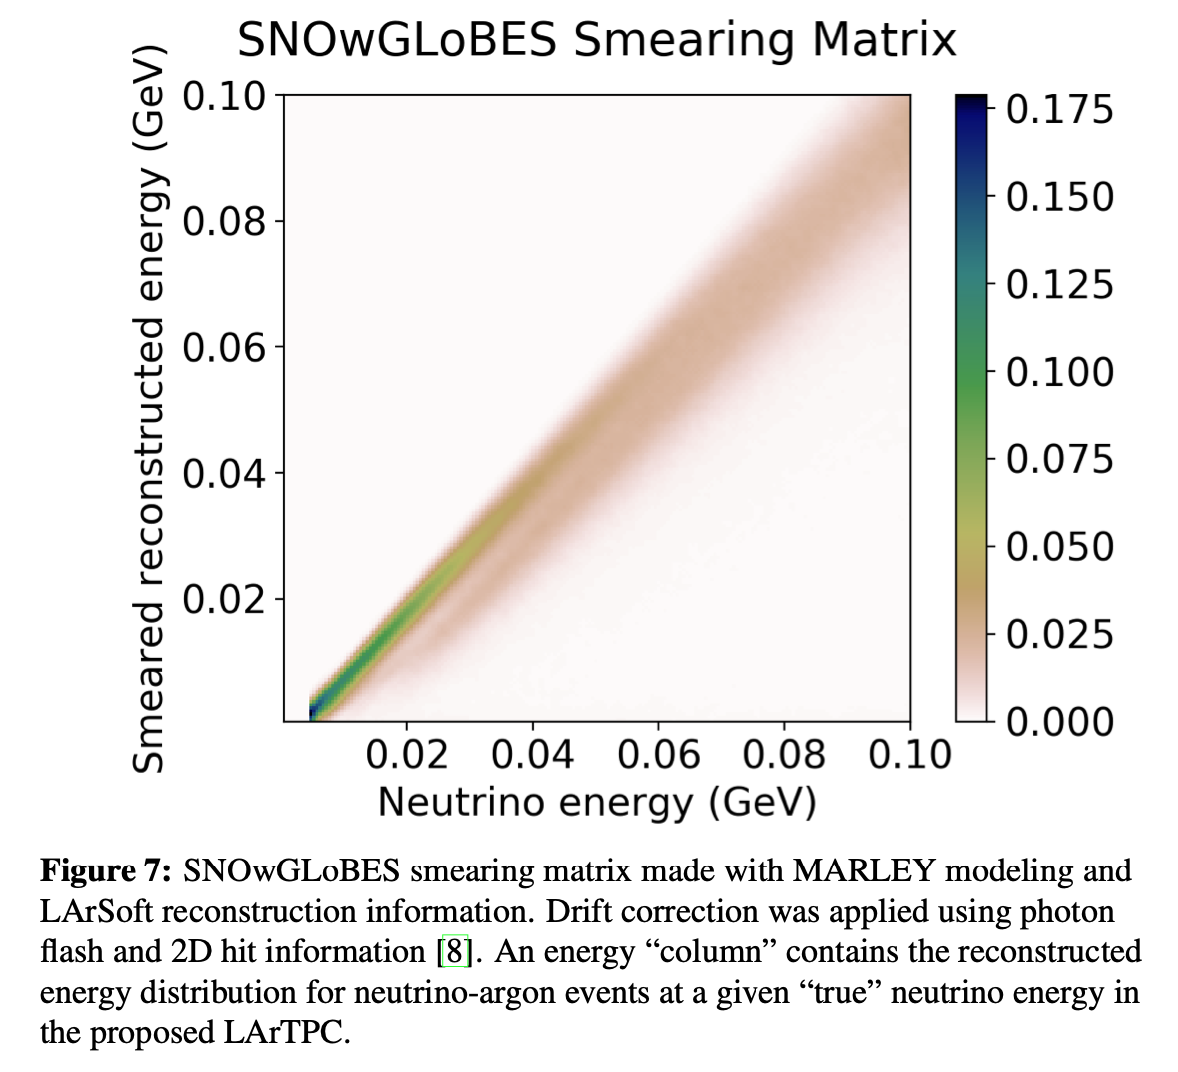 SNOwGLoBES Smearing Matrix
Smeared reconstructed energy (GeV)
0.10
0.08
0.06
0.04
0.02
0.02 0.04 0.06 0.08 0.10
Neutrino energy (GeV)
0.175
0.150
0.125
0.100
0.075
0.050
0.025
0.000
Figure 7: SNOwGLoBES smearing matrix made with MARLEY modeling and
LArSoft reconstruction information. Drift correction was applied using photon
flash and 2D hit information [8]. An energy “column” contains the reconstructed
energy distribution for neutrino-argon events at a given “true” neutrino energy in
the proposed LArTPC.